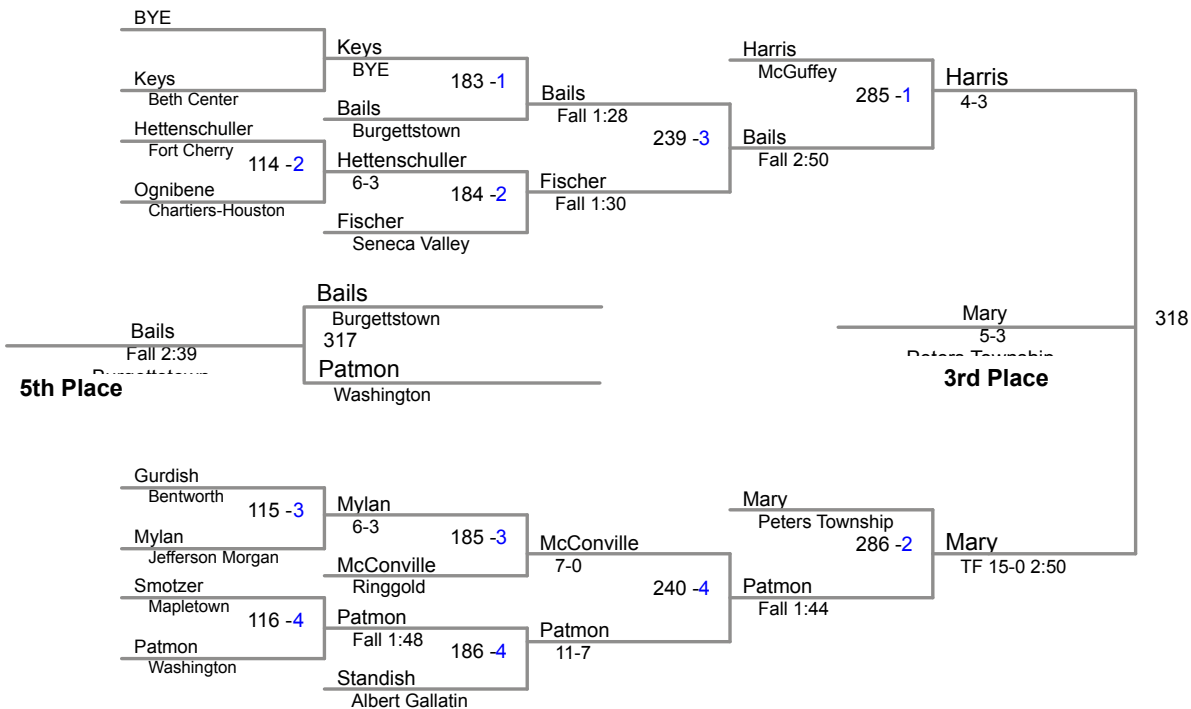 BYE
Keys
Beth Center
Hettenschuller
Fort Cherry
114 -2
Ognibene
Chartiers-Houston
Keys
BYE
183 -1
Bails
Burgettstown
Hettenschuller
6-3
184 -2
Fischer
Seneca Valley
Bails
Fall 1:28
239 -3
Fischer
Fall 1:30
Harris
McGuffey
285 -1
Bails
Fall 2:50
Harris
4-3
Bails
Burgettstown
317
Patmon
Washington
Bails
Fall 2:39
5th Place
Mary
5-3
3rd Place
318
Gurdish
Bentworth
115 -3
Mylan
Jefferson Morgan
Smotzer
Mapletown
116 -4
Patmon
Washington
Mylan
6-3
185 -3
McConville
Ringgold
Patmon
Fall 1:48
186 -4
Standish
Albert Gallatin
McConville
7-0
240 -4
Patmon
11-7
Mary
Peters Township
286 -2
Patmon
Fall 1:44
Mary
TF 15-0 2:50